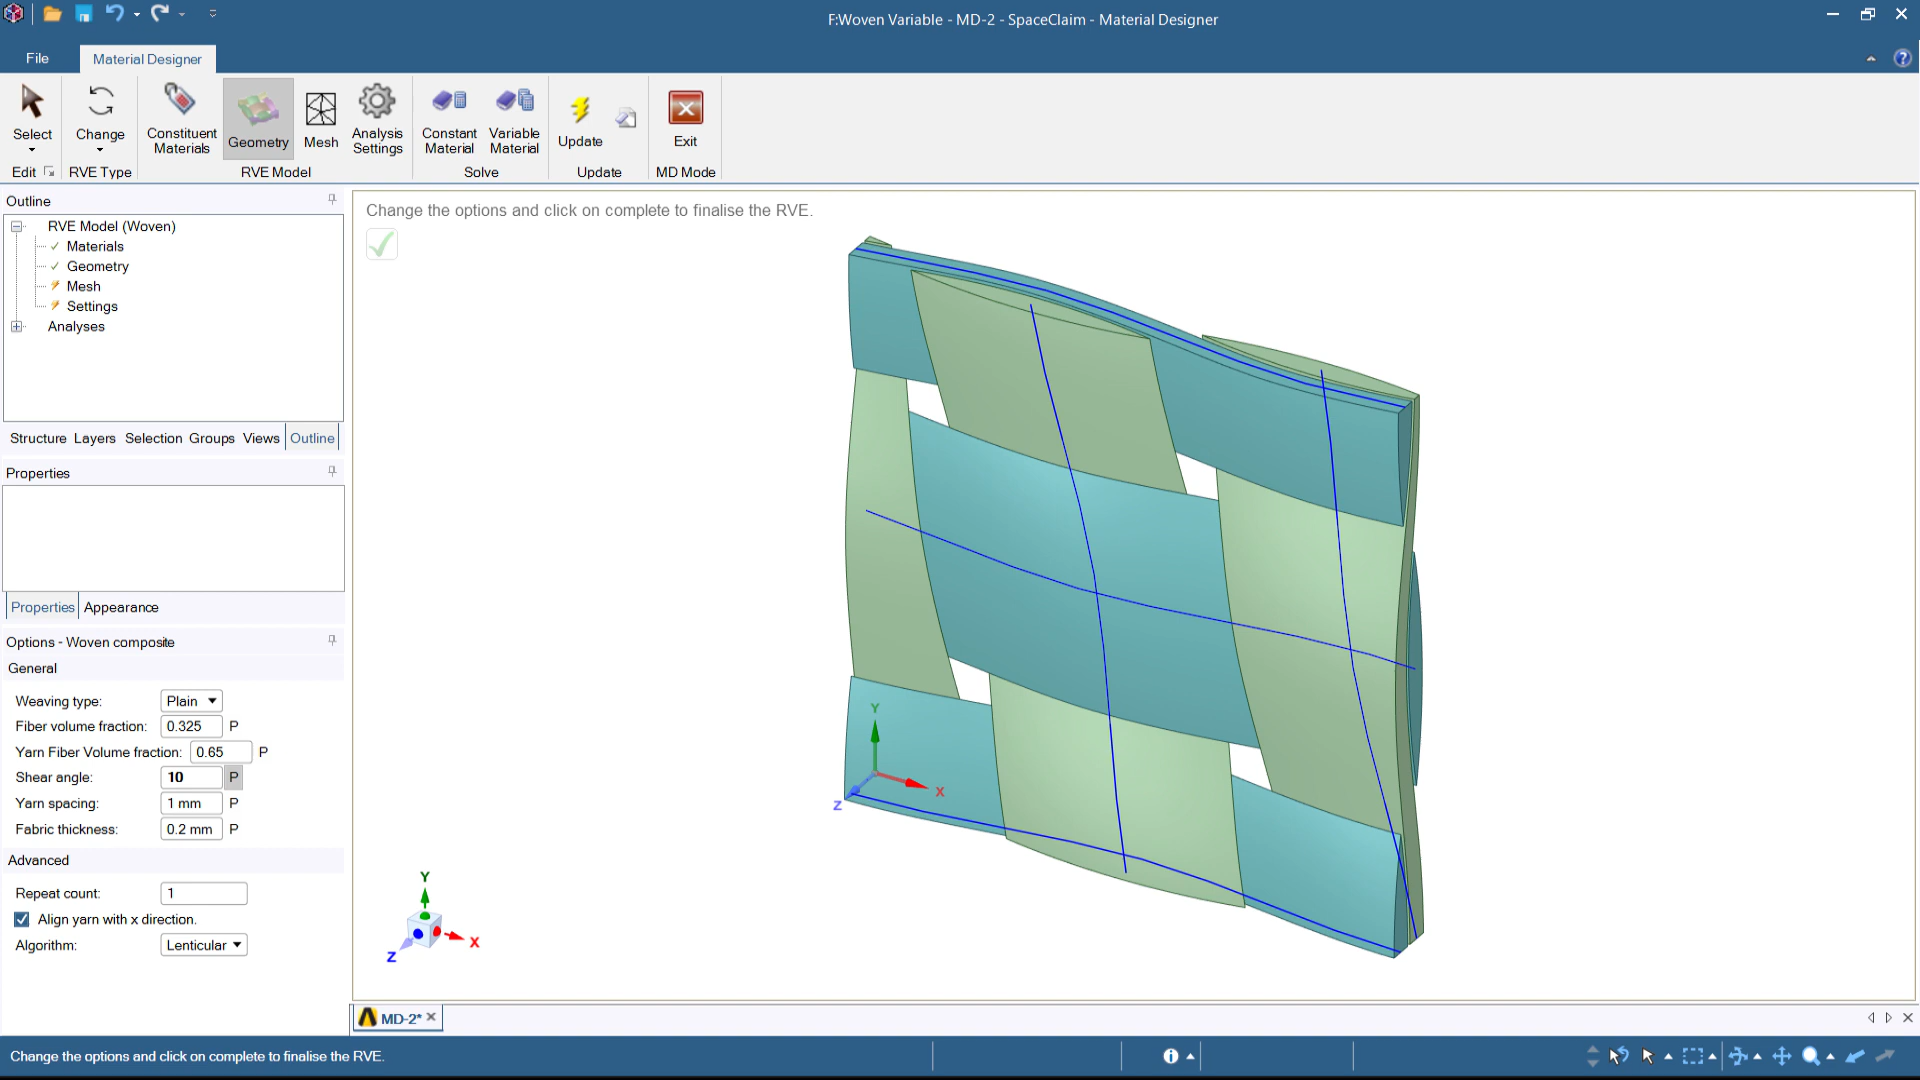 F:Woven Variable - MD-2 - SpaceClaim - Material Designer
File
Material Designer
Select
Change
Constituent
Materials
Geometry
Mesh
Analysis
Settings
Constant
Material
Variable
Material
Update
Exit
Edit
RVE Type
RVE Model
Solve
Update
MD Mode
Outline
RVE Model (Woven)
Materials
Geometry
Mesh
Settings
Analyses
Structure Layers Selection Groups Views Outline
Properties
Properties Appearance
Options - Woven composite
General
Weaving type: Plain
Fiber volume fraction: 0.325 P
Yarn Fiber Volume fraction: 0.65 P
Shear angle: 10 P
Yarn spacing: 1 mm P
Fabric thickness: 0.2 mm P
Advanced
Repeat count: 1
Align yarn with x direction.
Algorithm: Lenticular
Change the options and click on complete to finalise the RVE.
Y
X
Z
Y
X
Z
MD-2*
Change the options and click on complete to finalise the RVE.